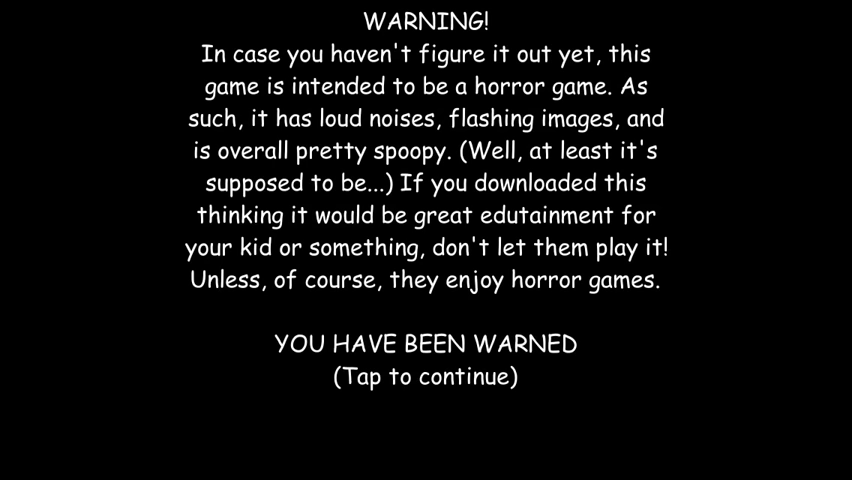 WARNING!
In case you haven't figure it out yet, this
game is intended to be a horror game. As
such, it has loud noises, flashing images, and
is overall pretty spoopy. (Well, at least it's
supposed to be...) If you downloaded this
thinking it would be great edutainment for
your kid or something, don't let them play it!
Unless, of course, they enjoy horror games.
YOU HAVE BEEN WARNED
(Tap to continue)